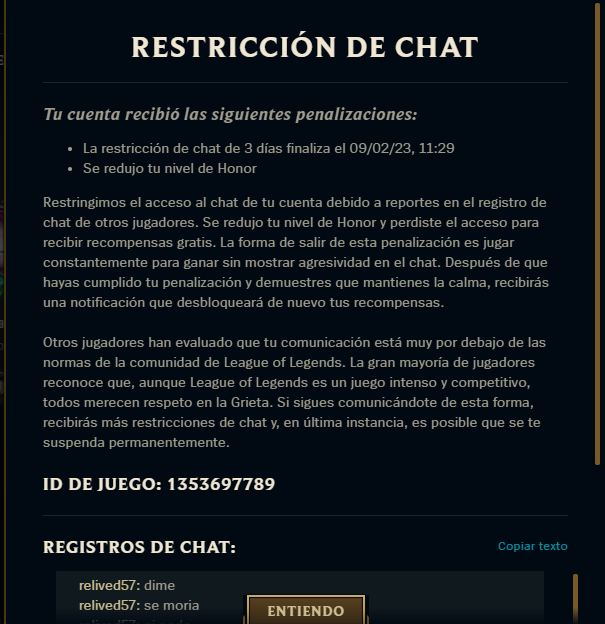 RESTRICCIÓN DE CHAT
Tu cuenta recibió las siguientes penalizaciones:
• La restricción de chat de 3 días finaliza el 09/02/23, 11:29
• Se redujo tu nivel de Honor
Restringimos el acceso al chat de tu cuenta debido a reportes en el registro de
chat de otros jugadores. Se redujo tu nivel de Honor y perdiste el acceso para
recibir recompensas gratis. La forma de salir de esta penalización es jugar
constantemente para ganar sin mostrar agresividad en el chat. Después de que
hayas cumplido tu penalización y demuestres que mantienes la calma, recibirás
una notificación que desbloqueará de nuevo tus recompensas.
Otros jugadores han evaluado que tu comunicación está muy por debajo de las
normas de la comunidad de League of Legends. La gran mayoría de jugadores
reconoce que, aunque League of Legends es un juego intenso y competitivo,
todos merecen respeto en la Grieta. Si sigues comunicándote de esta forma,
recibirás más restricciones de chat y, en última instancia, es posible que se te
suspenda permanentemente.
ID DE JUEGO: 1353697789
REGISTROS DE CHAT:
Copiar texto
relived57: dime
relived57: se moria
ENTIENDO